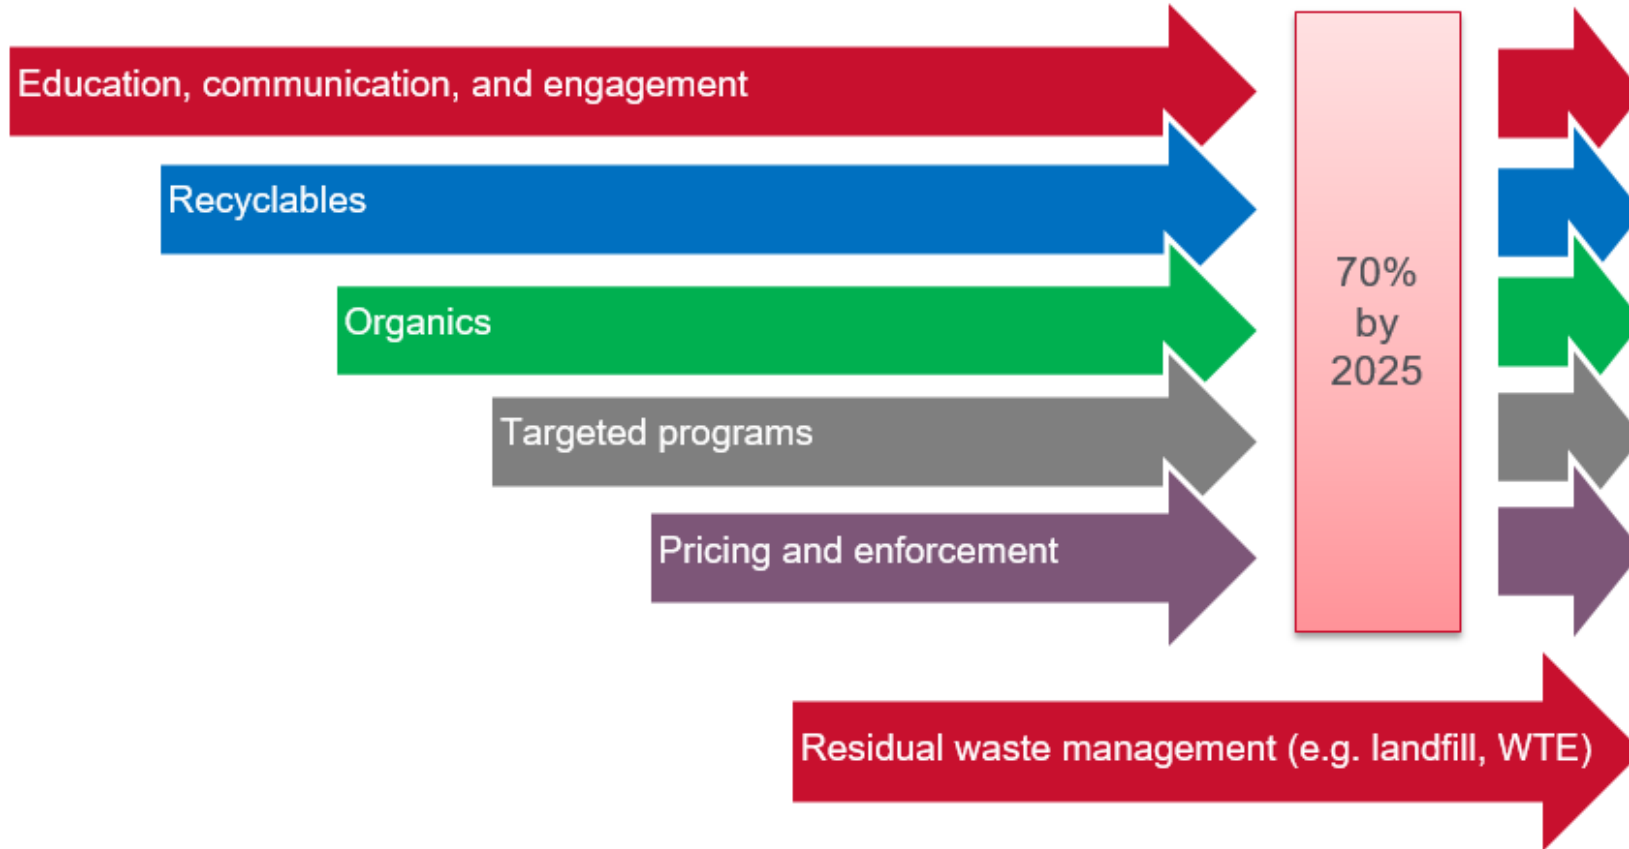 Education, communication, and engagement
Recyclables
Organics
Targeted programs
Pricing and enforcement
70%
by
2025
Residual waste management (e.g. landfill, WTE)